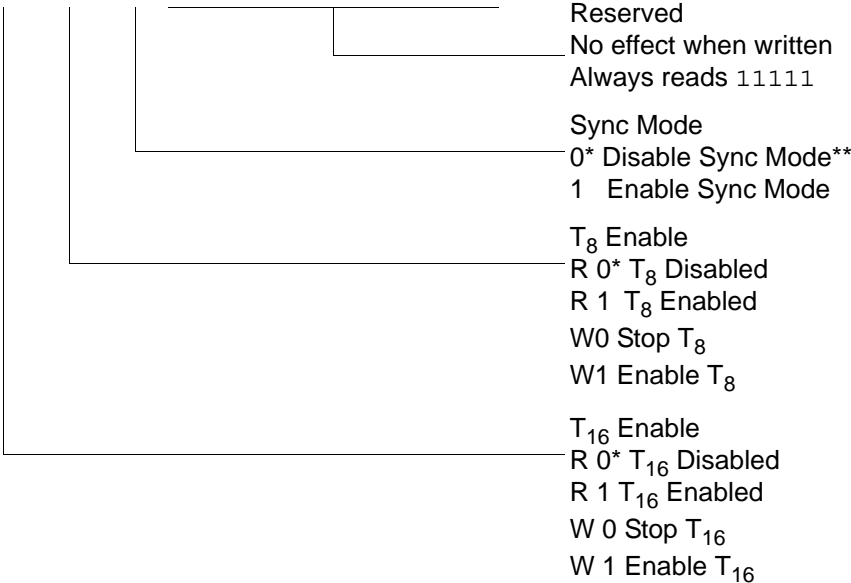 Reserved
No effect when written
Always reads 11111
Sync Mode
0* Disable Sync Mode**
1 Enable Sync Mode
T8 Enable
R 0* T8 Disabled
R 1 T8 Enabled
W0 Stop T8
W1 Enable T8
T16 Enable
R 0* T16 Disabled
R 1 T16 Enabled
W 0 Stop T16
W 1 Enable T16